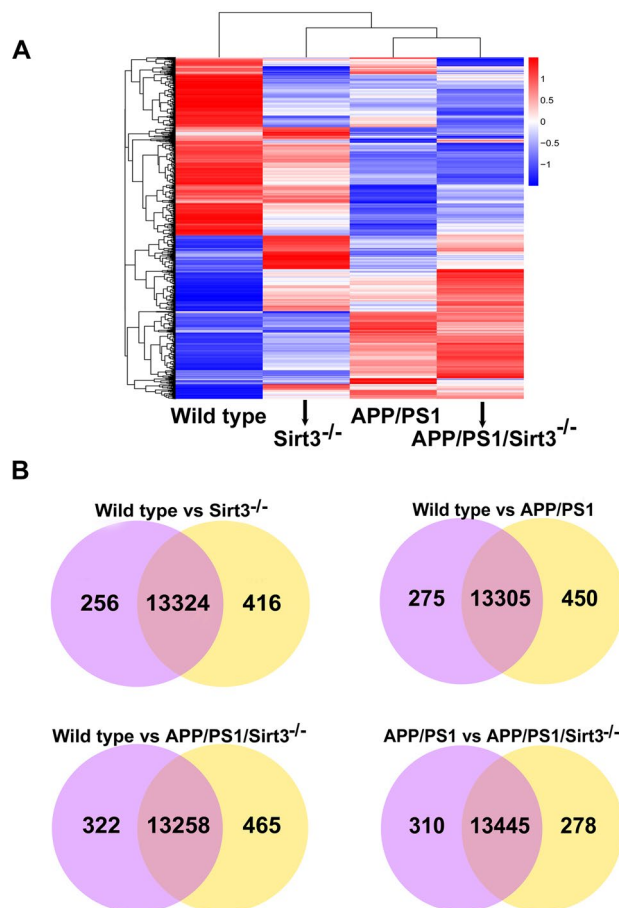 A
1
0.5
0
−0.5
−1
Wild type
Sirt3-/-
APP/PS1
APP/PS1/Sirt3-/-
B
Wild type vs Sirt3-/-
256 13324 416
Wild type vs APP/PS1
275 13305 450
Wild type vs APP/PS1/Sirt3-/-
322 13258 465
APP/PS1 vs APP/PS1/Sirt3-/-
310 13445 278